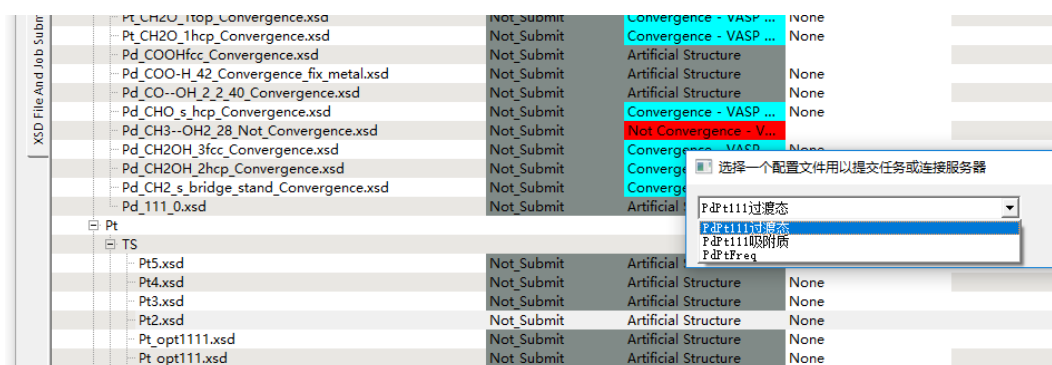 Pt_CH2O_1top_Convergence.xsd Not_Submit Convergence - VASP ... None
Pt_CH2O_1hcp_Convergence.xsd Not_Submit Convergence - VASP ... None
Pd_COOHfcc_Convergence.xsd Not_Submit Artificial Structure
Pd_COO-H_42_Convergence_fix_metal.xsd Not_Submit Artificial Structure None
Pd_CO--OH_2_2_40_Convergence.xsd Not_Submit Artificial Structure None
Pd_CHO_s_hcp_Convergence.xsd Not_Submit Convergence - VASP ... None
Pd_CH3--OH2_28_Not_Convergence.xsd Not_Submit Not Convergence - V...
Pd_CH2OH_3fcc_Convergence.xsd Not_Submit Convergence - VASP ... None
Pd_CH2OH_2hcp_Convergence.xsd Not_Submit Converge
Pd_CH2_s_bridge_stand_Convergence.xsd Not_Submit Converge
Pd_111_0.xsd Not_Submit Artificial
Pt
TS
Pt5.xsd Not_Submit Artificial
Pt4.xsd Not_Submit Artificial Structure None
Pt3.xsd Not_Submit Artificial Structure None
Pt2.xsd Not_Submit Artificial Structure None
Pt_opt1111.xsd Not_Submit Artificial Structure None
Pt_opt111.xsd Not_Submit Artificial Structure None
XSD File And Job Subm
选择一个配置文件用以提交任务或连接服务器
PdPt111过渡态
PdPt111过渡态
PdPt111吸附质
PdPtFreq